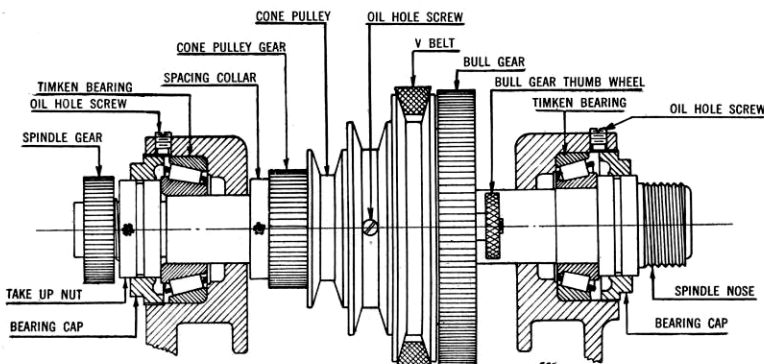 CONE PULLEY
OIL HOLE SCREW
CONE PULLEY GEAR
V BELT
BULL GEAR
TIMKEN BEARING
SPACING COLLAR
BULL GEAR THUMB WHEEL
OIL HOLE SCREW
TIMKEN BEARING
OIL HOLE SCREW
SPINDLE GEAR
TAKE UP NUT
SPINDLE NOSE
BEARING CAP
BEARING CAP